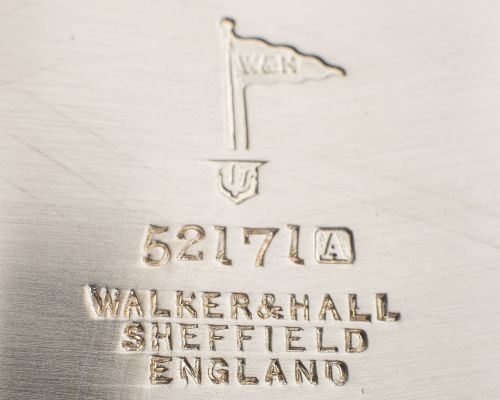 W&H
52171 A
WALKER&HALL
SHEFFIELD
ENGLAND